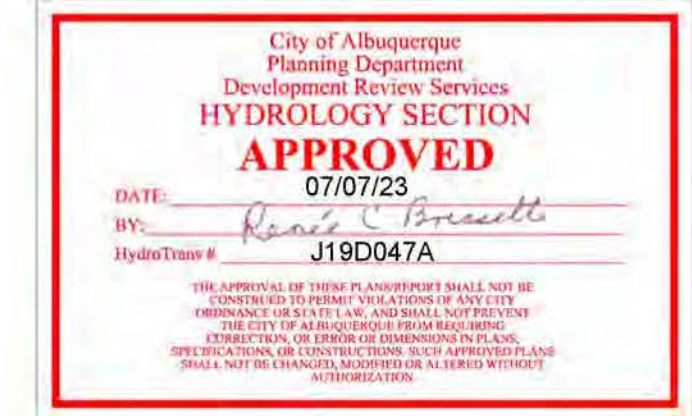 City of Albuquerque
Planning Department
Development Review Services
HYDROLOGY SECTION
APPROVED
DATE: 07/07/23
BY: Renée C Brissette
HydroTrans # J19D047A
THE APPROVAL OF THESE PLANS/REPORT SHALL NOT BE
CONSTRUED TO PERMIT VIOLATIONS OF ANY CITY
ORDINANCE OR STATE LAW, AND SHALL NOT PREVENT
THE CITY OF ALBUQUERQUE FROM REQUIRING
CORRECTION, OR ERROR OR DIMENSIONS IN PLANS,
SPECIFICATIONS, OR CONSTRUCTIONS. SUCH APPROVED PLANS
SHALL NOT BE CHANGED, MODIFIED OR ALTERED WITHOUT
AUTHORIZATION